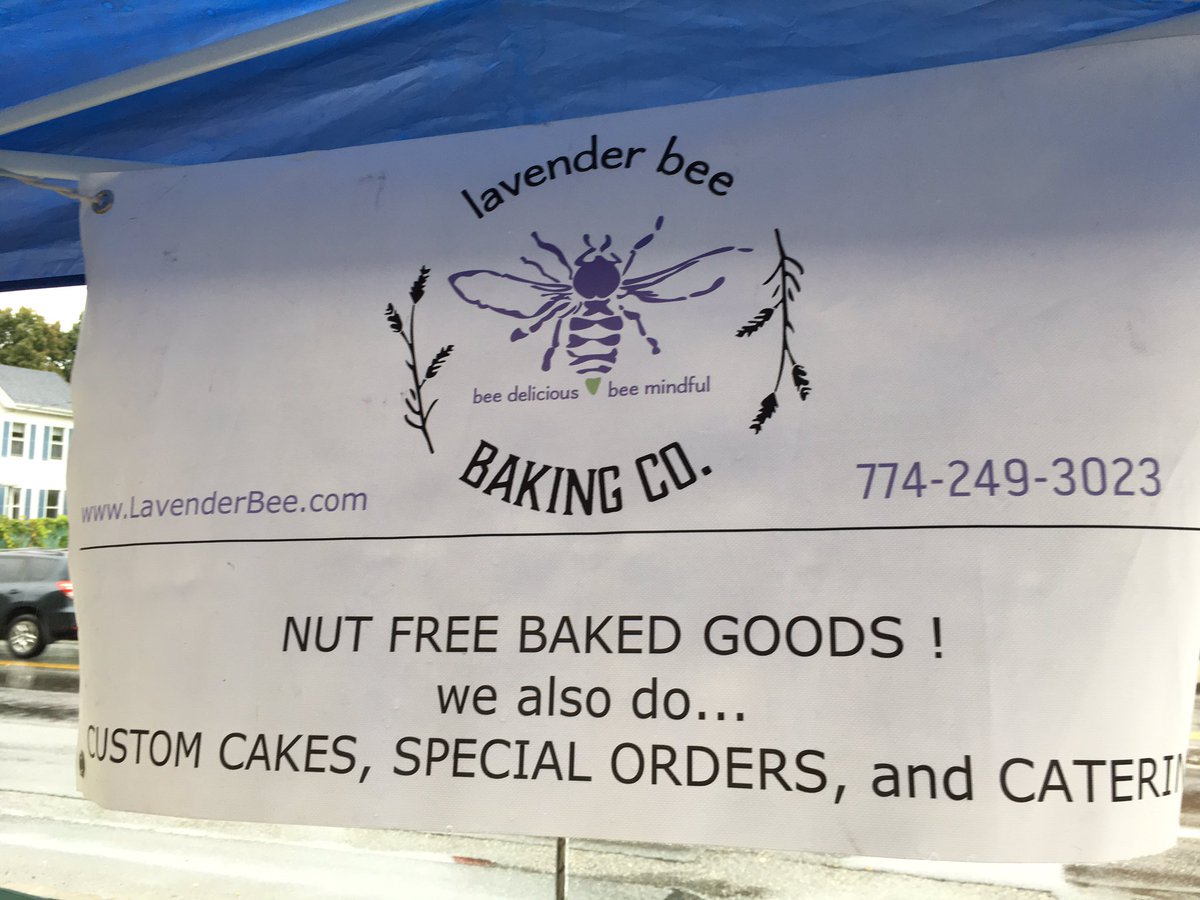 lavender bee
bee delicious bee mindful
BAKING CO.
www.LavenderBee.com
774-249-3023
NUT FREE BAKED GOODS !
we also do...
CUSTOM CAKES, SPECIAL ORDERS, and CATERIN